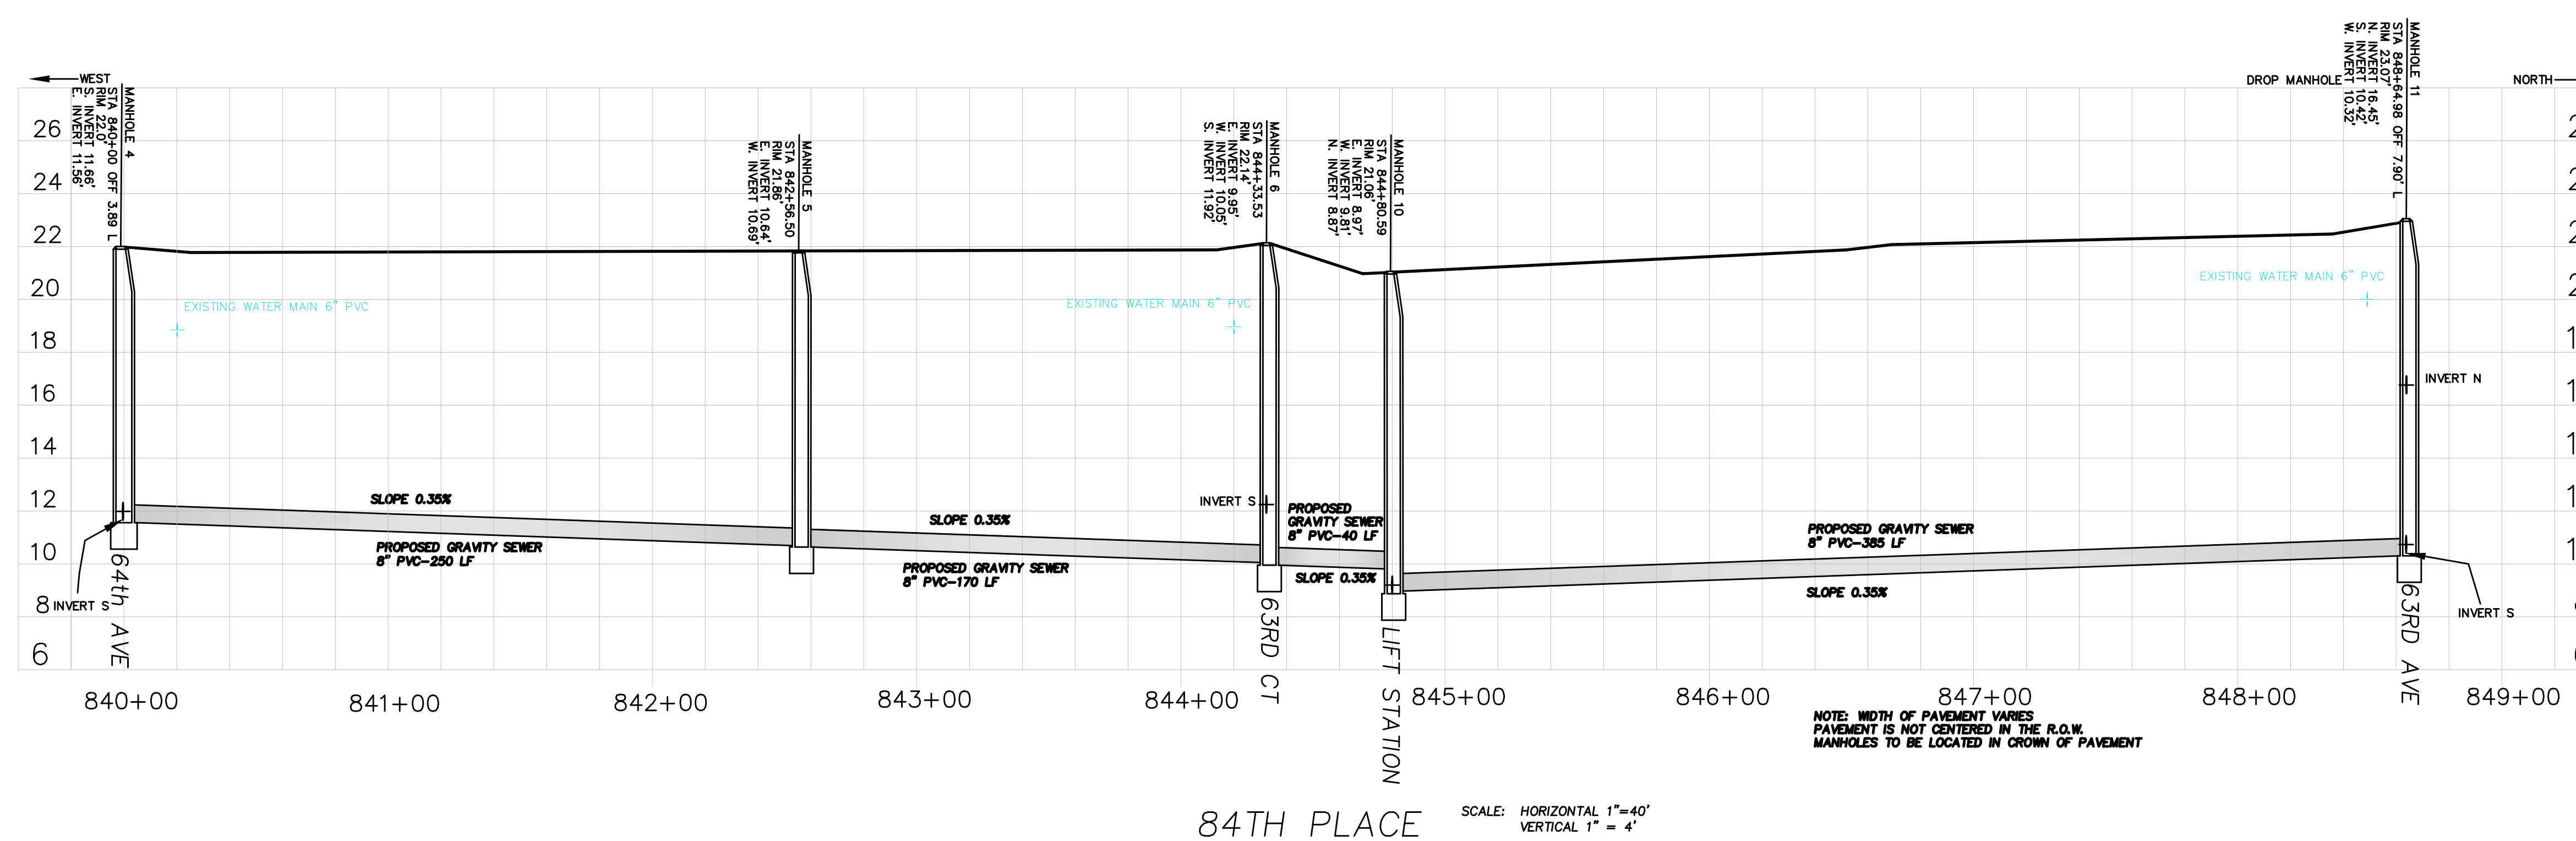 WEST
MANHOLE 4
STA 840+00 OFF 3.89 L
RIM 22.0'
S. INVERT 11.66'
E. INVERT 11.56'
MANHOLE 5
STA 842+56.50
RIM 21.86'
E. INVERT 10.64'
W. INVERT 10.69'
MANHOLE 6
STA 844+33.53
RIM 22.14'
E. INVERT 9.95'
W. INVERT 10.05'
S. INVERT 11.92'
MANHOLE 10
STA 844+80.59
RIM 21.06'
E. INVERT 8.97'
W. INVERT 9.81'
N. INVERT 8.87'
DROP MANHOLE
MANHOLE 11
STA 848+64.98 OFF 7.90' L
RIM 23.07'
N. INVERT 16.45'
S. INVERT 10.42'
W. INVERT 10.32'
NORTH
26
24
22
20
18
16
14
12
10
8
6
EXISTING WATER MAIN 6" PVC
EXISTING WATER MAIN 6" PVC
EXISTING WATER MAIN 6" PVC
INVERT N
SLOPE 0.35%
PROPOSED GRAVITY SEWER
8" PVC-250 LF
SLOPE 0.35%
PROPOSED GRAVITY SEWER
8" PVC-170 LF
INVERT S
PROPOSED
GRAVITY SEWER
8" PVC-40 LF
SLOPE 0.35%
PROPOSED GRAVITY SEWER
8" PVC-385 LF
SLOPE 0.35%
INVERT S
INVERT S
64th AVE
63RD CT
LIFT STATION
63RD AVE
840+00
841+00
842+00
843+00
844+00
845+00
846+00
847+00
848+00
849+00
NOTE: WIDTH OF PAVEMENT VARIES
PAVEMENT IS NOT CENTERED IN THE R.O.W.
MANHOLES TO BE LOCATED IN CROWN OF PAVEMENT
84TH PLACE
SCALE: HORIZONTAL 1"=40'
VERTICAL 1" = 4'